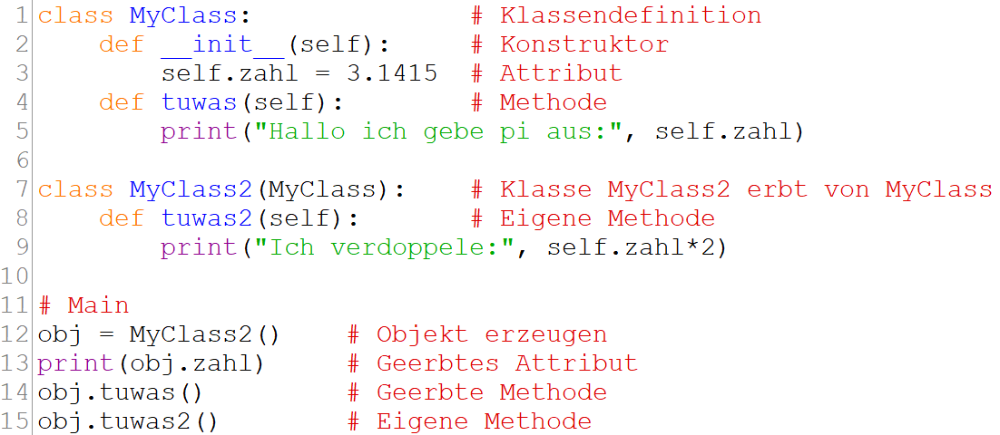 1 class MyClass:                # Klassendefinition
2     def __init__(self):       # Konstruktor
3         self.zahl = 3.1415    # Attribut
4     def tuwas(self):          # Methode
5         print("Hallo ich gebe pi aus:", self.zahl)
6
7 class MyClass2(MyClass):      # Klasse MyClass2 erbt von MyClass
8     def tuwas2(self):         # Eigene Methode
9         print("Ich verdoppele:", self.zahl*2)
10
11 # Main
12 obj = MyClass2()     # Objekt erzeugen
13 print(obj.zahl)      # Geerbtes Attribut
14 obj.tuwas()          # Geerbte Methode
15 obj.tuwas2()         # Eigene Methode